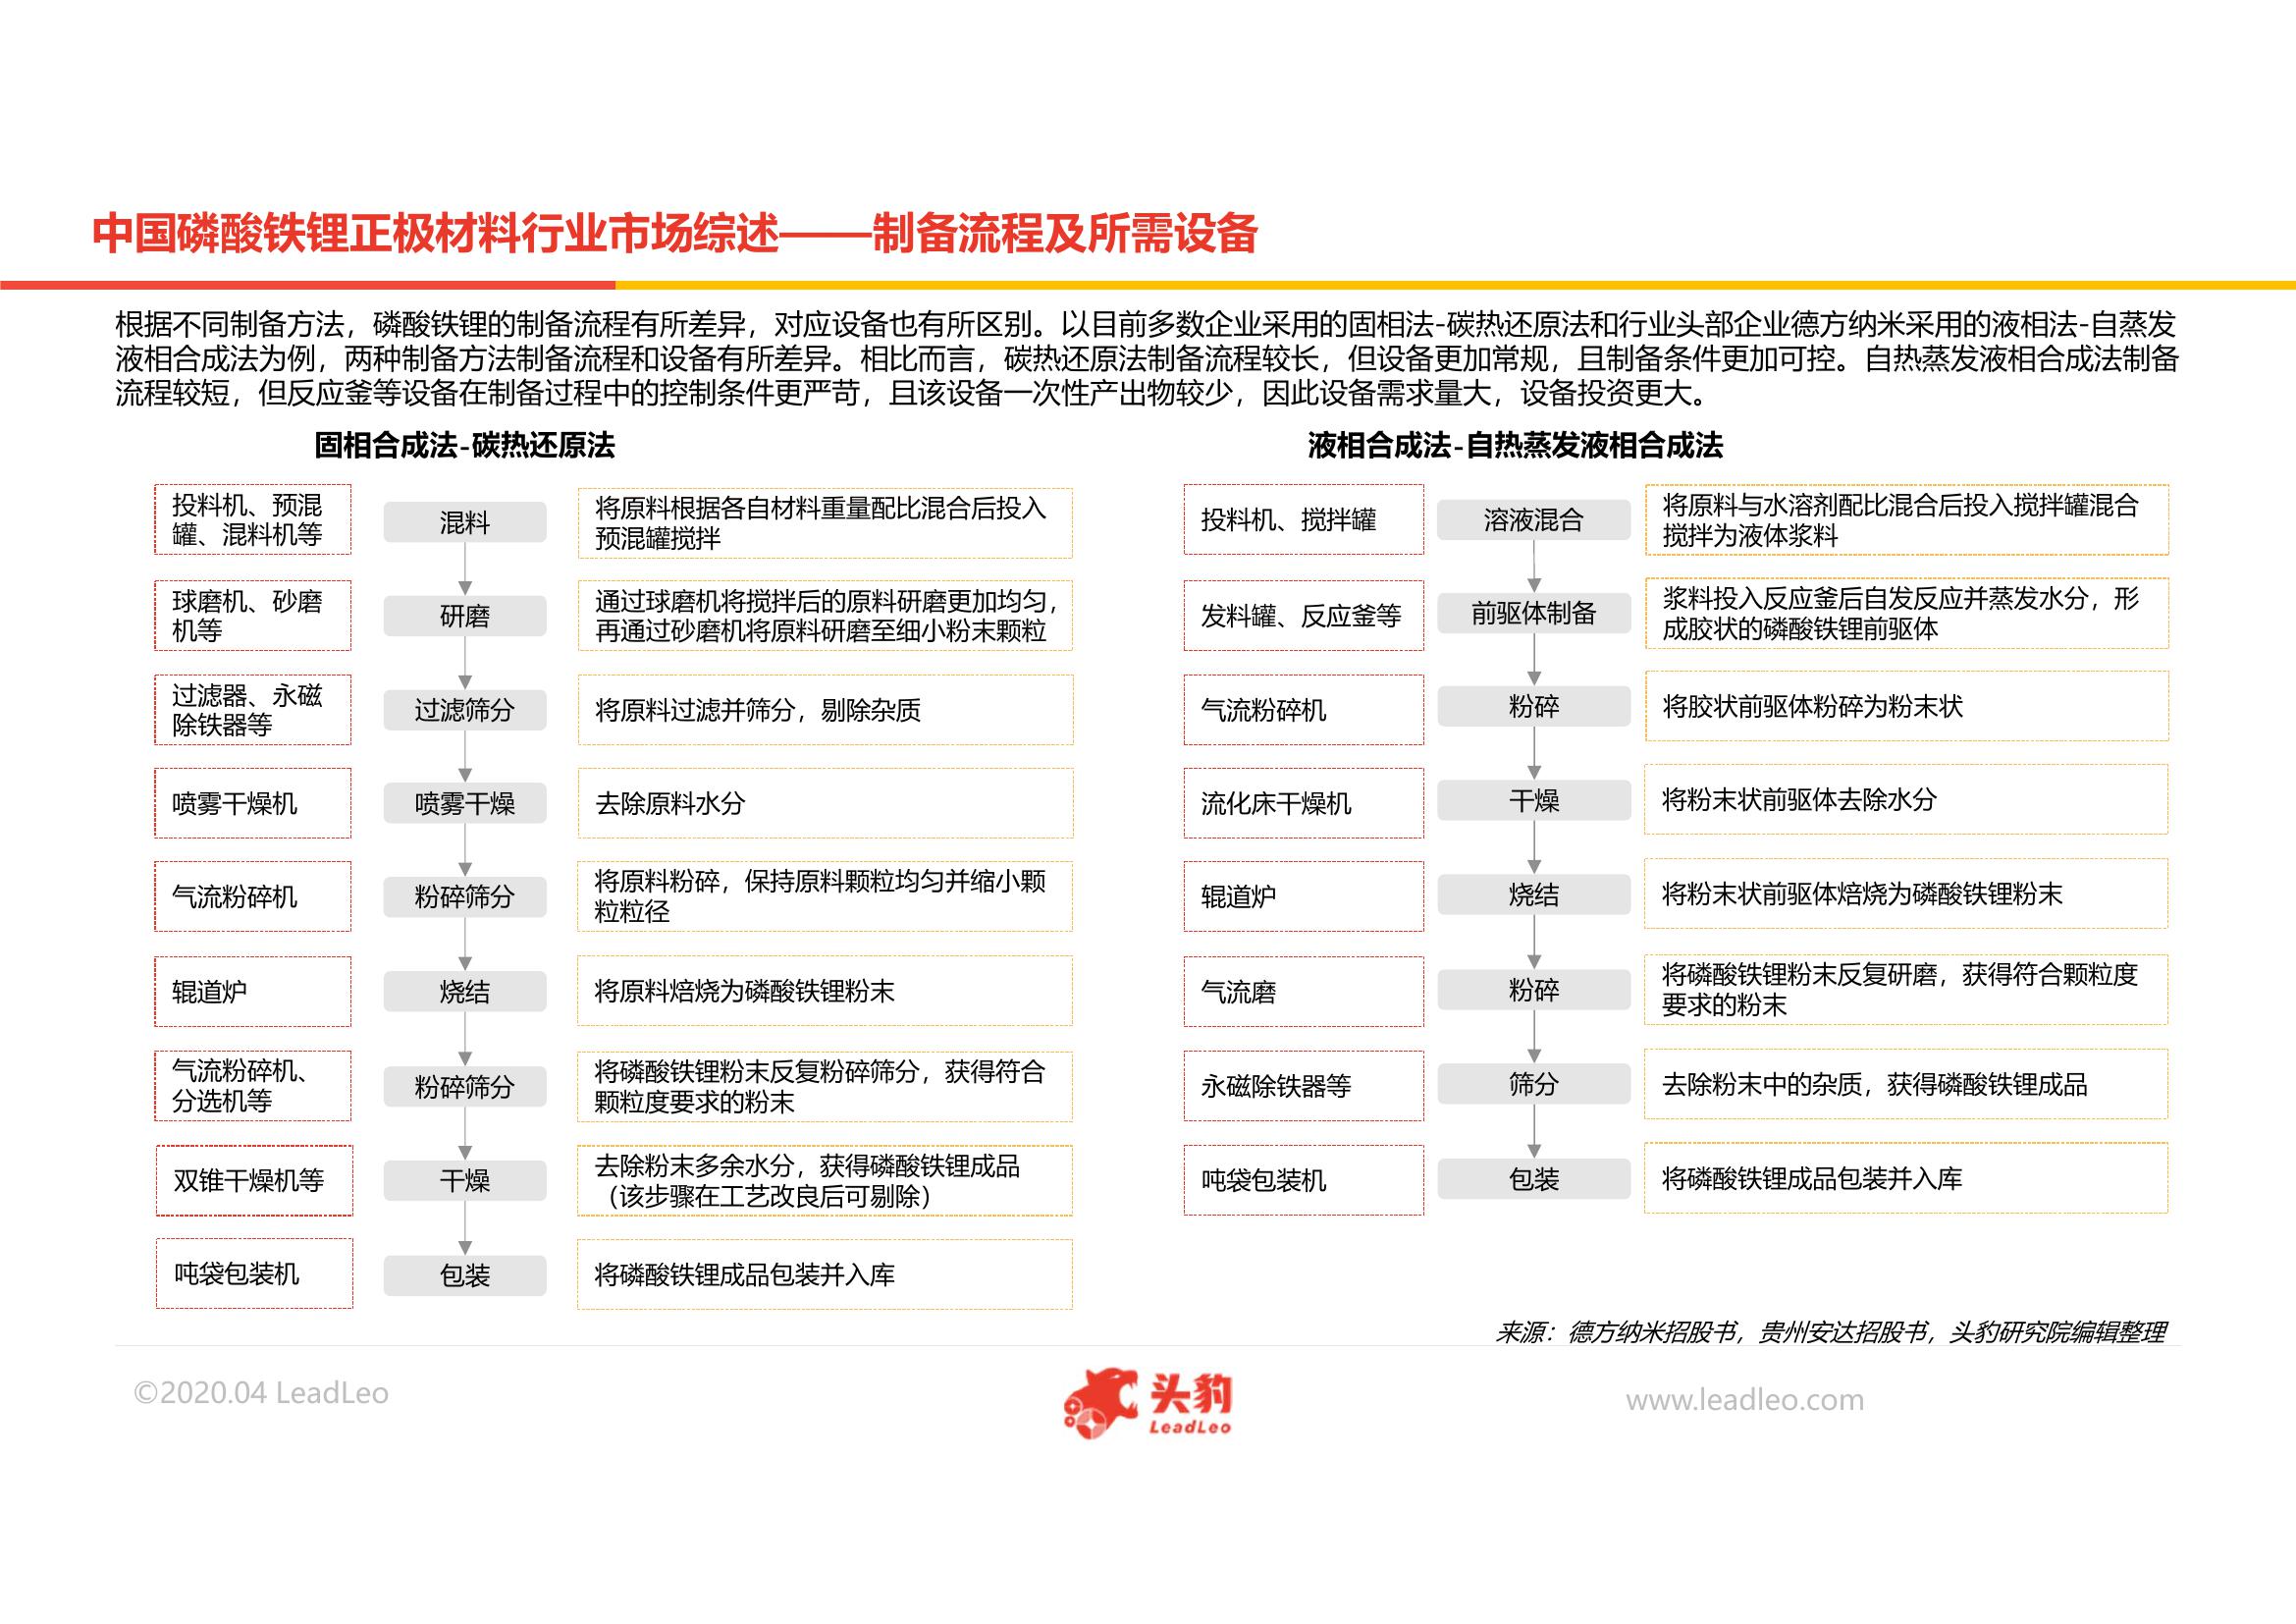 中国磷酸铁锂正极材料行业市场综述——制备流程及所需设备
根据不同制备方法，磷酸铁锂的制备流程有所差异，对应设备也有所区别。以目前多数企业采用的固相法-碳热还原法和行业头部企业德方纳米采用的液相法-自蒸发
液相合成法为例，两种制备方法制备流程和设备有所差异。相比而言，碳热还原法制备流程较长，但设备更加常规，且制备条件更加可控。自热蒸发液相合成法制备
流程较短，但反应釜等设备在制备过程中的控制条件更严苛，且该设备一次性产出物较少，因此设备需求量大，设备投资更大。
固相合成法-碳热还原法
投料机、预混
罐、混料机等
混料
将原料根据各自材料重量配比混合后投入
预混罐搅拌
球磨机、砂磨
机等
研磨
通过球磨机将搅拌后的原料研磨更加均匀，
再通过砂磨机将原料研磨至细小粉末颗粒
过滤器、永磁
除铁器等
过滤筛分
将原料过滤并筛分，剔除杂质
喷雾干燥机
喷雾干燥
去除原料水分
气流粉碎机
粉碎筛分
将原料粉碎，保持原料颗粒均匀并缩小颗
粒粒径
辊道炉
烧结
将原料焙烧为磷酸铁锂粉末
气流粉碎机、
分选机等
粉碎筛分
将磷酸铁锂粉末反复粉碎筛分，获得符合
颗粒度要求的粉末
双锥干燥机等
干燥
去除粉末多余水分，获得磷酸铁锂成品
（该步骤在工艺改良后可剔除）
吨袋包装机
包装
将磷酸铁锂成品包装并入库
液相合成法-自热蒸发液相合成法
投料机、搅拌罐
溶液混合
将原料与水溶剂配比混合后投入搅拌罐混合
搅拌为液体浆料
发料罐、反应釜等
前驱体制备
浆料投入反应釜后自发反应并蒸发水分，形
成胶状的磷酸铁锂前驱体
气流粉碎机
粉碎
将胶状前驱体粉碎为粉末状
流化床干燥机
干燥
将粉末状前驱体去除水分
辊道炉
烧结
将粉末状前驱体焙烧为磷酸铁锂粉末
气流磨
粉碎
将磷酸铁锂粉末反复研磨，获得符合颗粒度
要求的粉末
永磁除铁器等
筛分
去除粉末中的杂质，获得磷酸铁锂成品
吨袋包装机
包装
将磷酸铁锂成品包装并入库
来源：德方纳米招股书，贵州安达招股书，头豹研究院编辑整理
©2020.04 LeadLeo
头豹
LeadLeo
www.leadleo.com